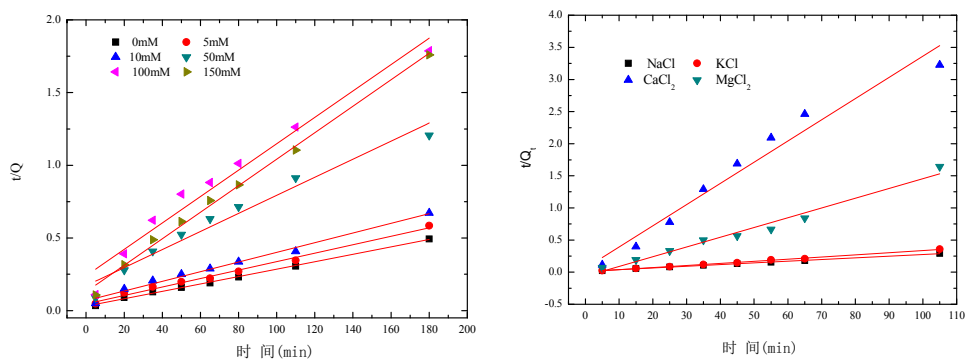 2.0
1.5
1.0
0.5
0.0
t/Q
0mM 5mM
10mM 50mM
100mM 150mM
0 20 40 60 80 100 120 140 160 180 200
时 间(min)
4.0
3.5
3.0
2.5
2.0
1.5
1.0
0.5
0.0
-0.5
t/Qt
NaCl KCl
CaCl2 MgCl2
0 10 20 30 40 50 60 70 80 90 100 110
时 间(min)